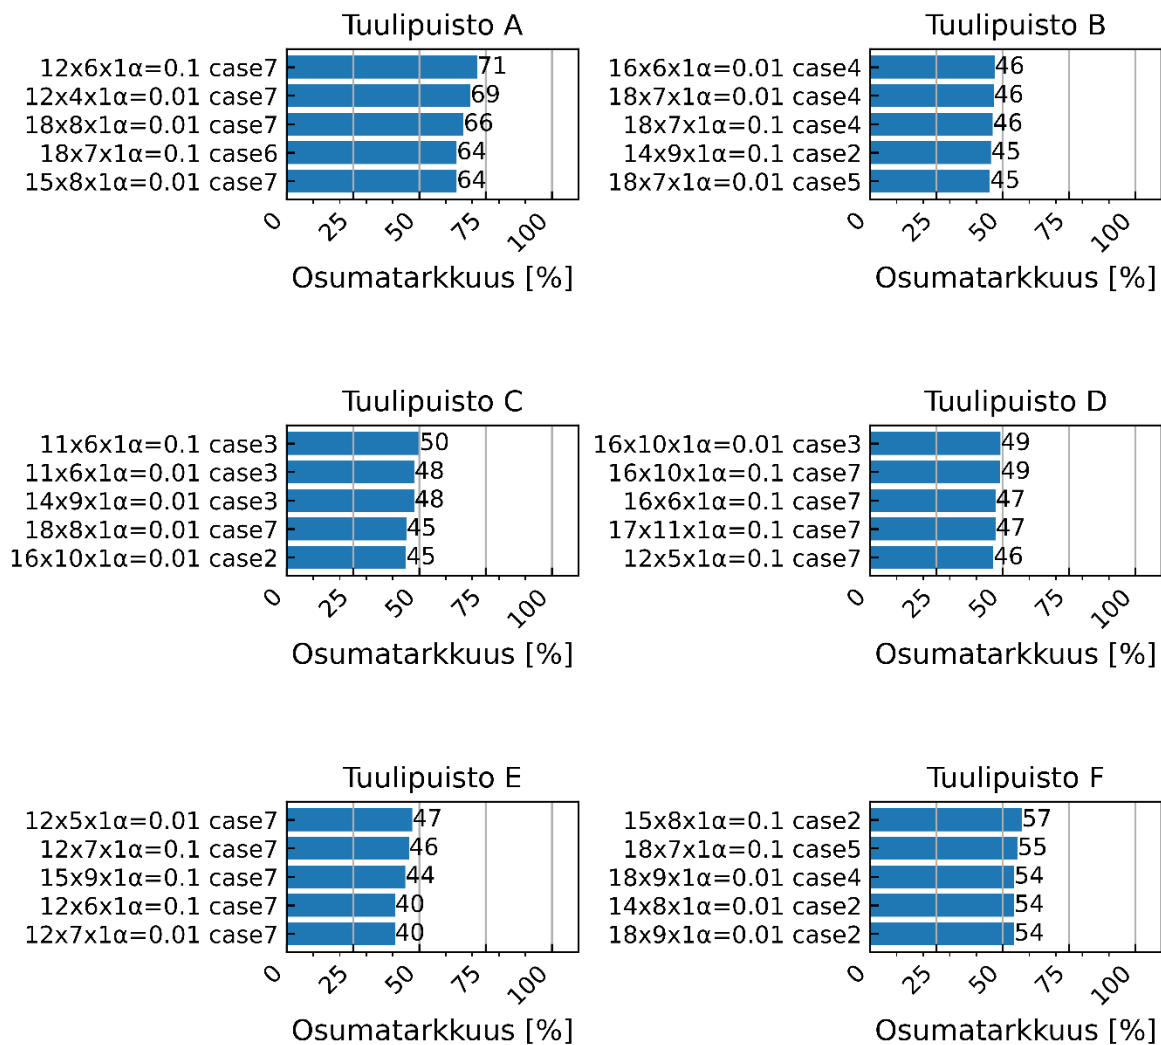 Tuulipuisto A
12x6x1α=0.1 case7 71
12x4x1α=0.01 case7 69
18x8x1α=0.01 case7 66
18x7x1α=0.1 case6 64
15x8x1α=0.01 case7 64
0 25 50 75 100
Osumatarkkuus [%]
Tuulipuisto B
16x6x1α=0.01 case4 46
18x7x1α=0.01 case4 46
18x7x1α=0.1 case4 46
14x9x1α=0.1 case2 45
18x7x1α=0.01 case5 45
0 25 50 75 100
Osumatarkkuus [%]
Tuulipuisto C
11x6x1α=0.1 case3 50
11x6x1α=0.01 case3 48
14x9x1α=0.01 case3 48
18x8x1α=0.01 case7 45
16x10x1α=0.01 case2 45
0 25 50 75 100
Osumatarkkuus [%]
Tuulipuisto D
16x10x1α=0.01 case3 49
16x10x1α=0.1 case7 49
16x6x1α=0.1 case7 47
17x11x1α=0.1 case7 47
12x5x1α=0.1 case7 46
0 25 50 75 100
Osumatarkkuus [%]
Tuulipuisto E
12x5x1α=0.01 case7 47
12x7x1α=0.1 case7 46
15x9x1α=0.1 case7 44
12x6x1α=0.1 case7 40
12x7x1α=0.01 case7 40
0 25 50 75 100
Osumatarkkuus [%]
Tuulipuisto F
15x8x1α=0.1 case2 57
18x7x1α=0.1 case5 55
18x9x1α=0.01 case4 54
14x8x1α=0.01 case2 54
18x9x1α=0.01 case2 54
0 25 50 75 100
Osumatarkkuus [%]